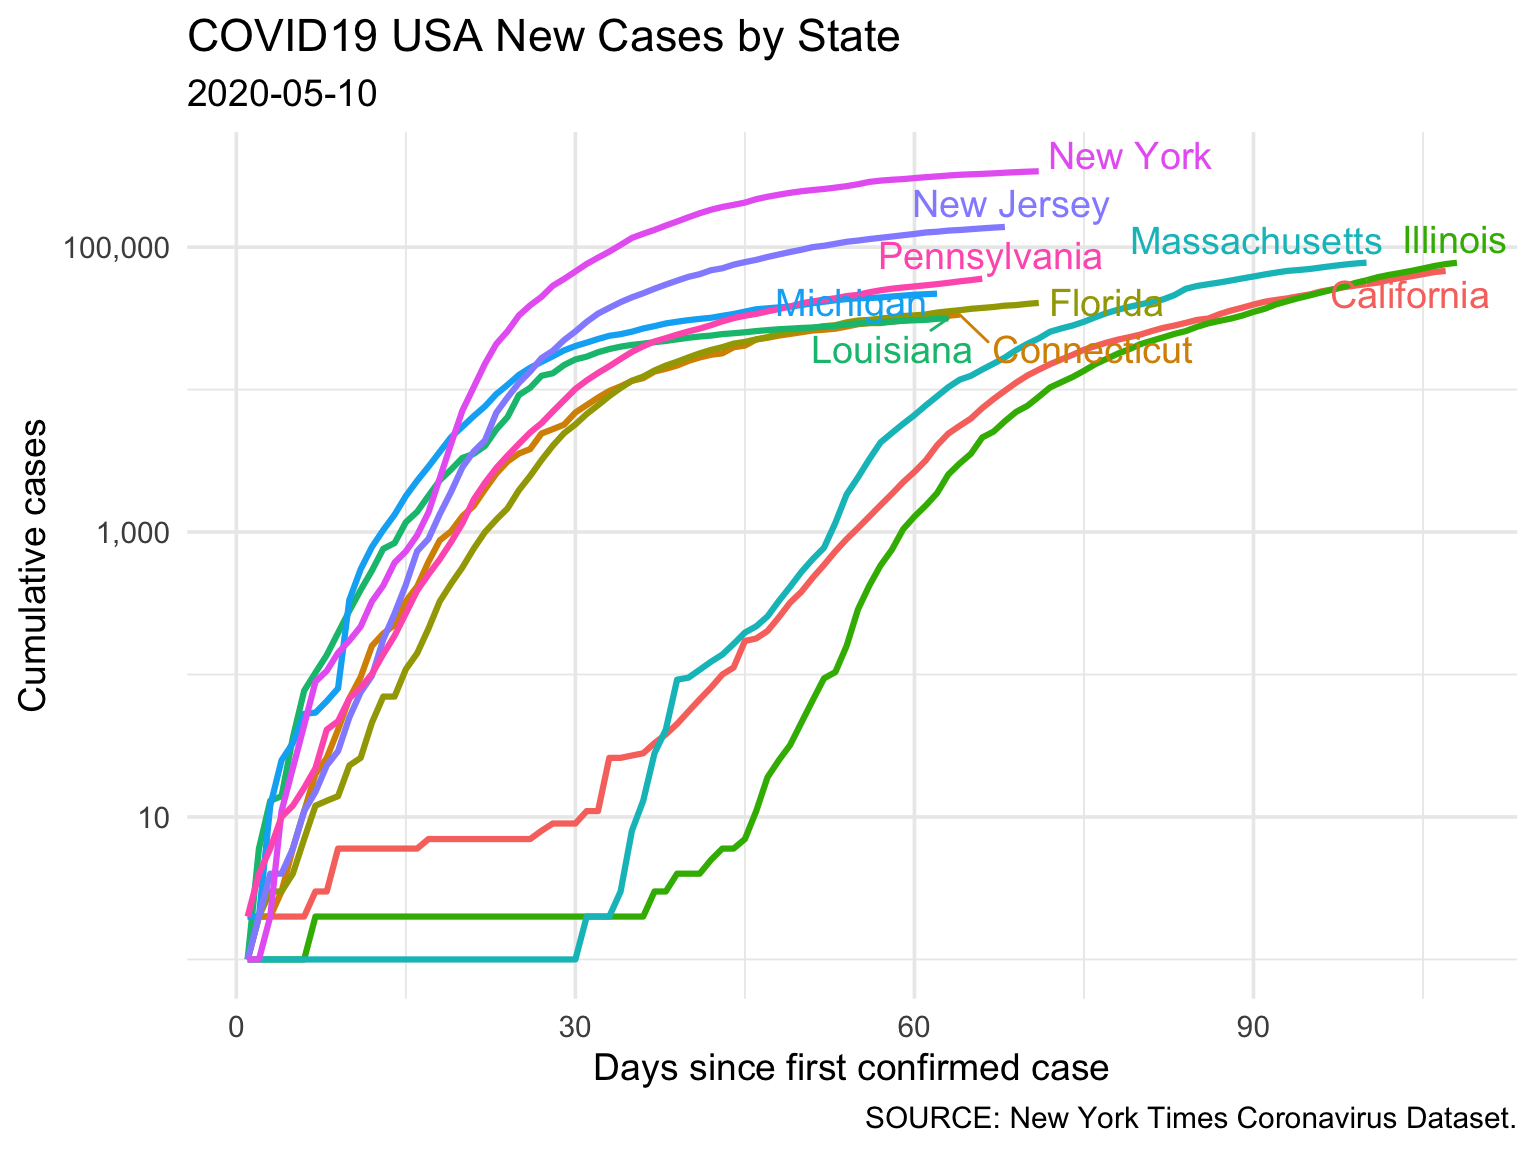 COVID19 USA New Cases by State
2020-05-10
New York
New Jersey
Massachusetts
Illinois
100,000
Pennsylvania
Michigan
Florida
California
Louisiana
Connecticut
Cumulative cases
1,000
10
0
30
60
90
Days since first confirmed case
SOURCE: New York Times Coronavirus Dataset.